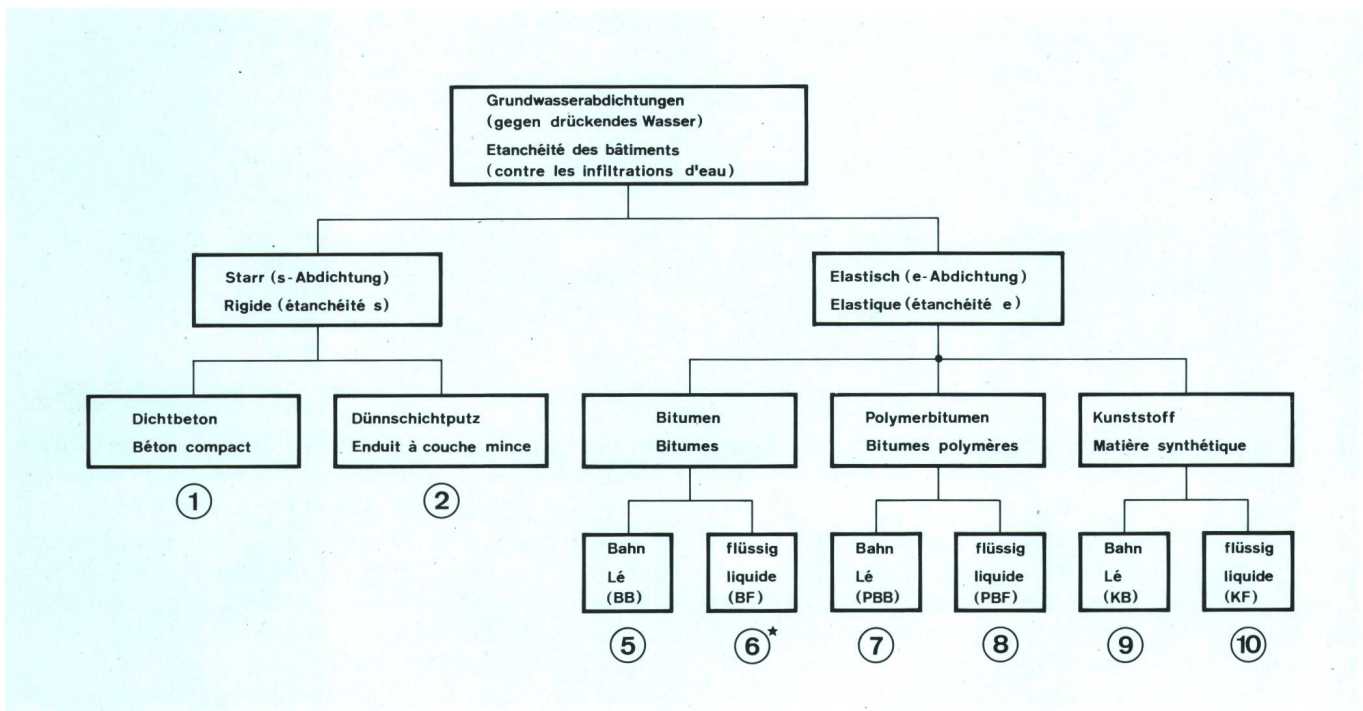 Grundwasserabdichtungen
(gegen drückendes Wasser)
Etanchéité des bâtiments
(contre les infiltrations d'eau)
Starr (s-Abdichtung)
Rigide (étanchéité s)
Elastisch (e-Abdichtung)
Elastique (étanchéité e)
Dichtbeton
Béton compact
1
Dünnschichtputz
Enduit à couche mince
2
Bitumen
Bitumes
Polymerbitumen
Bitumes polymères
Kunststoff
Matière synthétique
Bahn
Lé
(BB)
5
flüssig
liquide
(BF)
6★
Bahn
Lé
(PBB)
7
flüssig
liquide
(PBF)
8
Bahn
Lé
(KB)
9
flüssig
liquide
(KF)
10